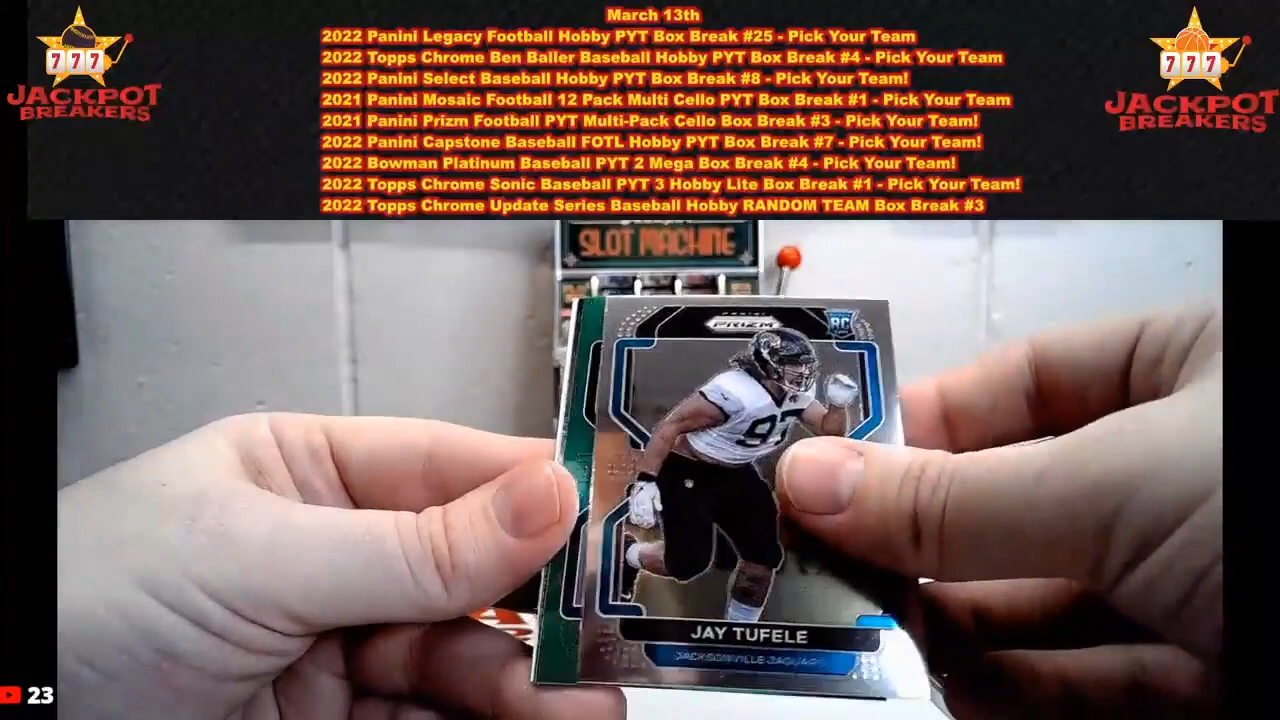 March 13th
2022 Panini Legacy Football Hobby PYT Box Break #25 - Pick Your Team
2022 Topps Chrome Ben Baller Baseball Hobby PYT Box Break #4 - Pick Your Team
2022 Panini Select Baseball Hobby PYT Box Break #8 - Pick Your Team!
2021 Panini Mosaic Football 12 Pack Multi Cello PYT Box Break #1 - Pick Your Team
2021 Panini Prizm Football PYT Multi-Pack Cello Box Break #3 - Pick Your Team!
2022 Panini Capstone Baseball FOTL Hobby PYT Box Break #7 - Pick Your Team!
2022 Bowman Platinum Baseball PYT 2 Mega Box Break #4 - Pick Your Team!
2022 Topps Chrome Sonic Baseball PYT 3 Hobby Lite Box Break #1 - Pick Your Team!
2022 Topps Chrome Update Series Baseball Hobby RANDOM TEAM Box Break #3
777
JACKPOT
BREAKERS
777
JACKPOT
BREAKERS
SLOT MACHINE
PANINI
PRIZM
RC
97
JAY TUFELE
JACKSONVILLE JAGUARS
23